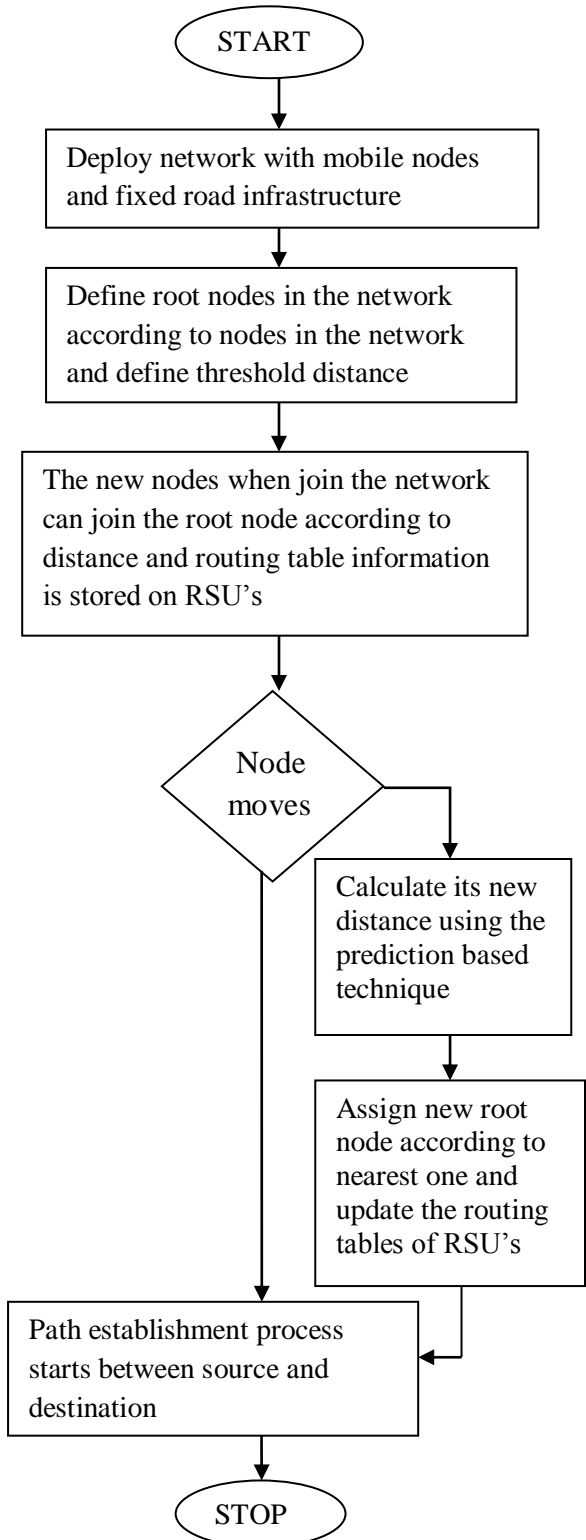 START
Deploy network with mobile nodes
and fixed road infrastructure
Define root nodes in the network
according to nodes in the network
and define threshold distance
The new nodes when join the network
can join the root node according to
distance and routing table information
is stored on RSU’s
Node
moves
Calculate its new
distance using the
prediction based
technique
Assign new root
node according to
nearest one and
update the routing
tables of RSU’s
Path establishment process
starts between source and
destination
STOP